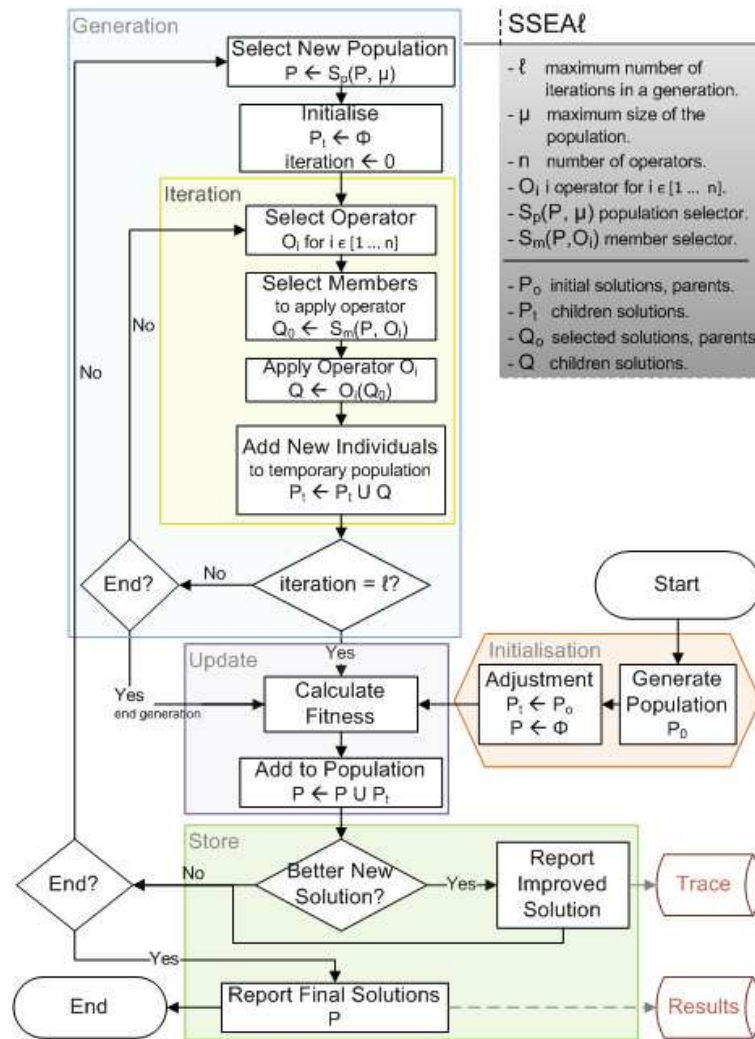 Generation
Select New Population
P ← Sp(P, μ)
Initialise
Pt ← Φ
iteration ← 0
Iteration
Select Operator
Oi for i ϵ [1 .. n]
Select Members
to apply operator
Q0 ← Sm(P, Oi)
Apply Operator Oi
Q ← Oi(Q0)
Add New Individuals
to temporary population
Pt ← Pt U Q
No
No
End?
No
iteration = ℓ?
Yes
end generation
Yes
SSEAℓ
- ℓ maximum number of
iterations in a generation.
- μ maximum size of the
population.
- n number of operators.
- Oi i operator for i ϵ [1 ... n].
- Sp(P, μ) population selector.
- Sm(P,Oi) member selector.
- Po initial solutions, parents.
- Pt children solutions.
- Qo selected solutions, parents
- Q children solutions.
Start
Initialisation
Generate
Population
P0
Adjustment
Pt ← Po
P ← Φ
Update
Calculate
Fitness
Add to Population
P ← P U Pt
Store
Better New
Solution?
Yes
Report
Improved
Solution
Trace
No
End?
Yes
Report Final Solutions
P
Results
End